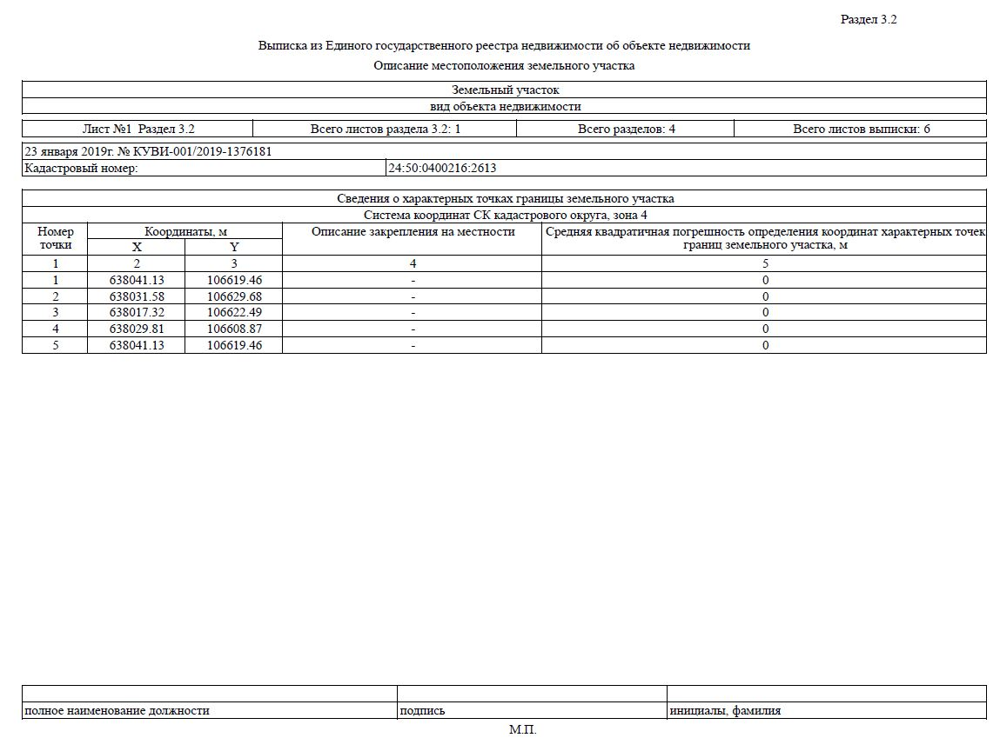 Раздел 3.2
Выписка из Единого государственного реестра недвижимости об объекте недвижимости
Описание местоположения земельного участка
Земельный участок
вид объекта недвижимости
Лист №1 Раздел 3.2 Всего листов раздела 3.2: 1 Всего разделов: 4 Всего листов выписки: 6
23 января 2019г. № КУВИ-001/2019-1376181
Кадастровый номер: 24:50:0400216:2613
Сведения о характерных точках границы земельного участка
Система координат СК кадастрового округа, зона 4
Номер Координаты, м Описание закрепления на местности Средняя квадратичная погрешность определения координат характерных точек
точки X Y границ земельного участка, м
1 2 3 4 5
1 638041.13 106619.46 - 0
2 638031.58 106629.68 - 0
3 638017.32 106622.49 - 0
4 638029.81 106608.87 - 0
5 638041.13 106619.46 - 0
полное наименование должности подпись инициалы, фамилия
М.П.